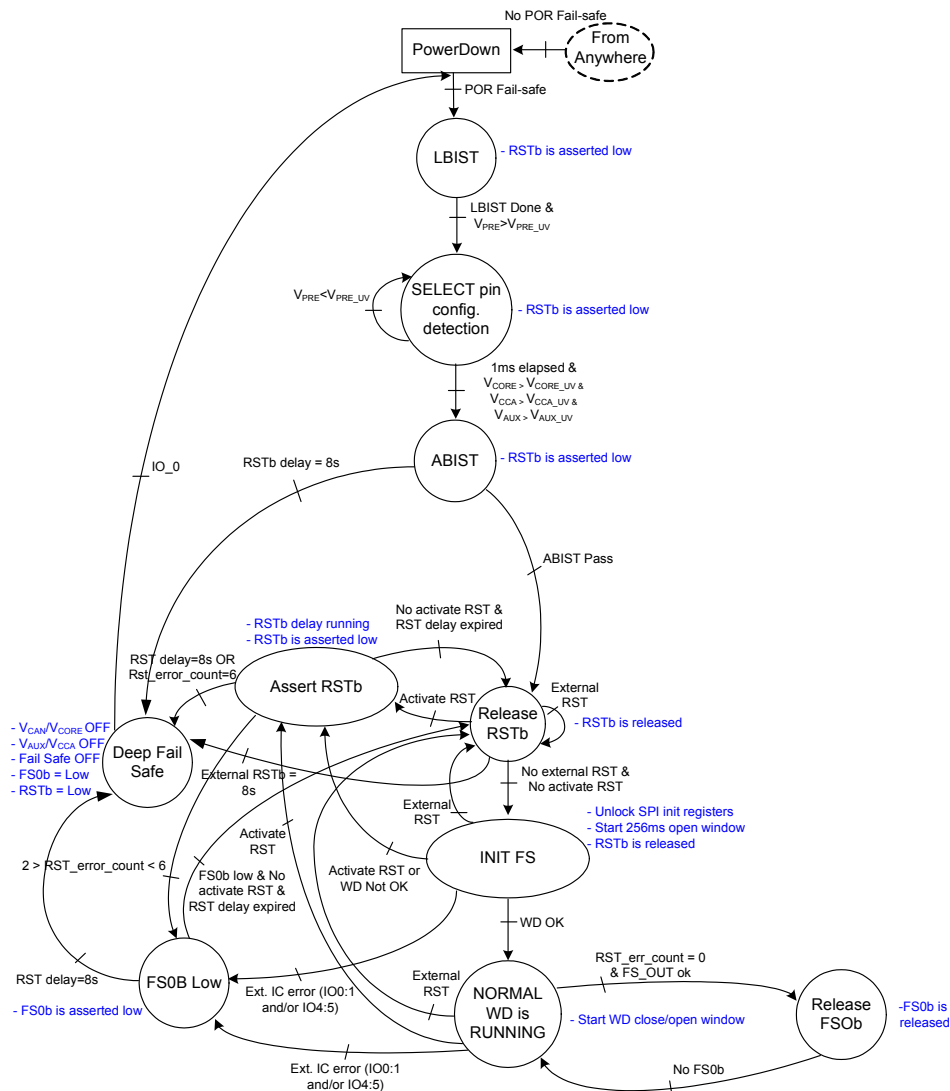 No POR Fail-safe
PowerDown
From
Anywhere
POR Fail-safe
LBIST
- RSTb is asserted low
LBIST Done &
VPRE>VPRE_UV
SELECT pin
config.
detection
VPRE<VPRE_UV
- RSTb is asserted low
1ms elapsed &
VCORE > VCORE_UV &
VCCA > VCCA_UV &
VAUX > VAUX_UV
ABIST
- RSTb is asserted low
IO_0
RSTb delay = 8s
ABIST Pass
- RSTb delay running
- RSTb is asserted low
No activate RST &
RST delay expired
RST delay=8s OR
Rst_error_count=6
Assert RSTb
Activate RST
Release
RSTb
External
RST
- RSTb is released
- VCAN/VCORE OFF
- VAUX/VCCA OFF
- Fail Safe OFF
- FS0b = Low
- RSTb = Low
Deep Fail
Safe
External RSTb =
8s
No external RST &
No activate RST
External
RST
- Unlock SPI init registers
- Start 256ms open window
- RSTb is released
INIT FS
Activate
RST
2 > RST_error_count < 6
FS0b low & No
activate RST &
RST delay expired
Activate RST or
WD Not OK
WD OK
RST delay=8s
FS0B Low
- FS0b is asserted low
Ext. IC error (IO0:1
and/or IO4:5)
External
RST
NORMAL
WD is
RUNNING
- Start WD close/open window
RST_err_count = 0
& FS_OUT ok
Release
FSOb
-FS0b is
released
No FS0b
Ext. IC error (IO0:1
and/or IO4:5)